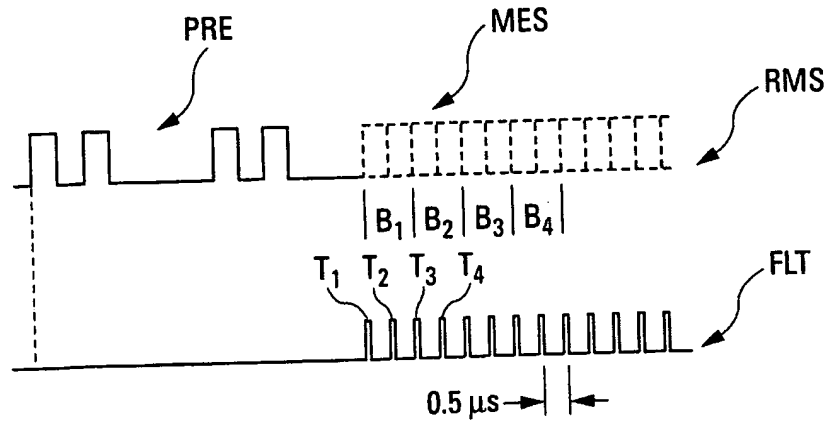 PRE
MES
RMS
B₁ B₂ B₃ B₄
T₁ T₂ T₃ T₄
FLT
0.5 μs